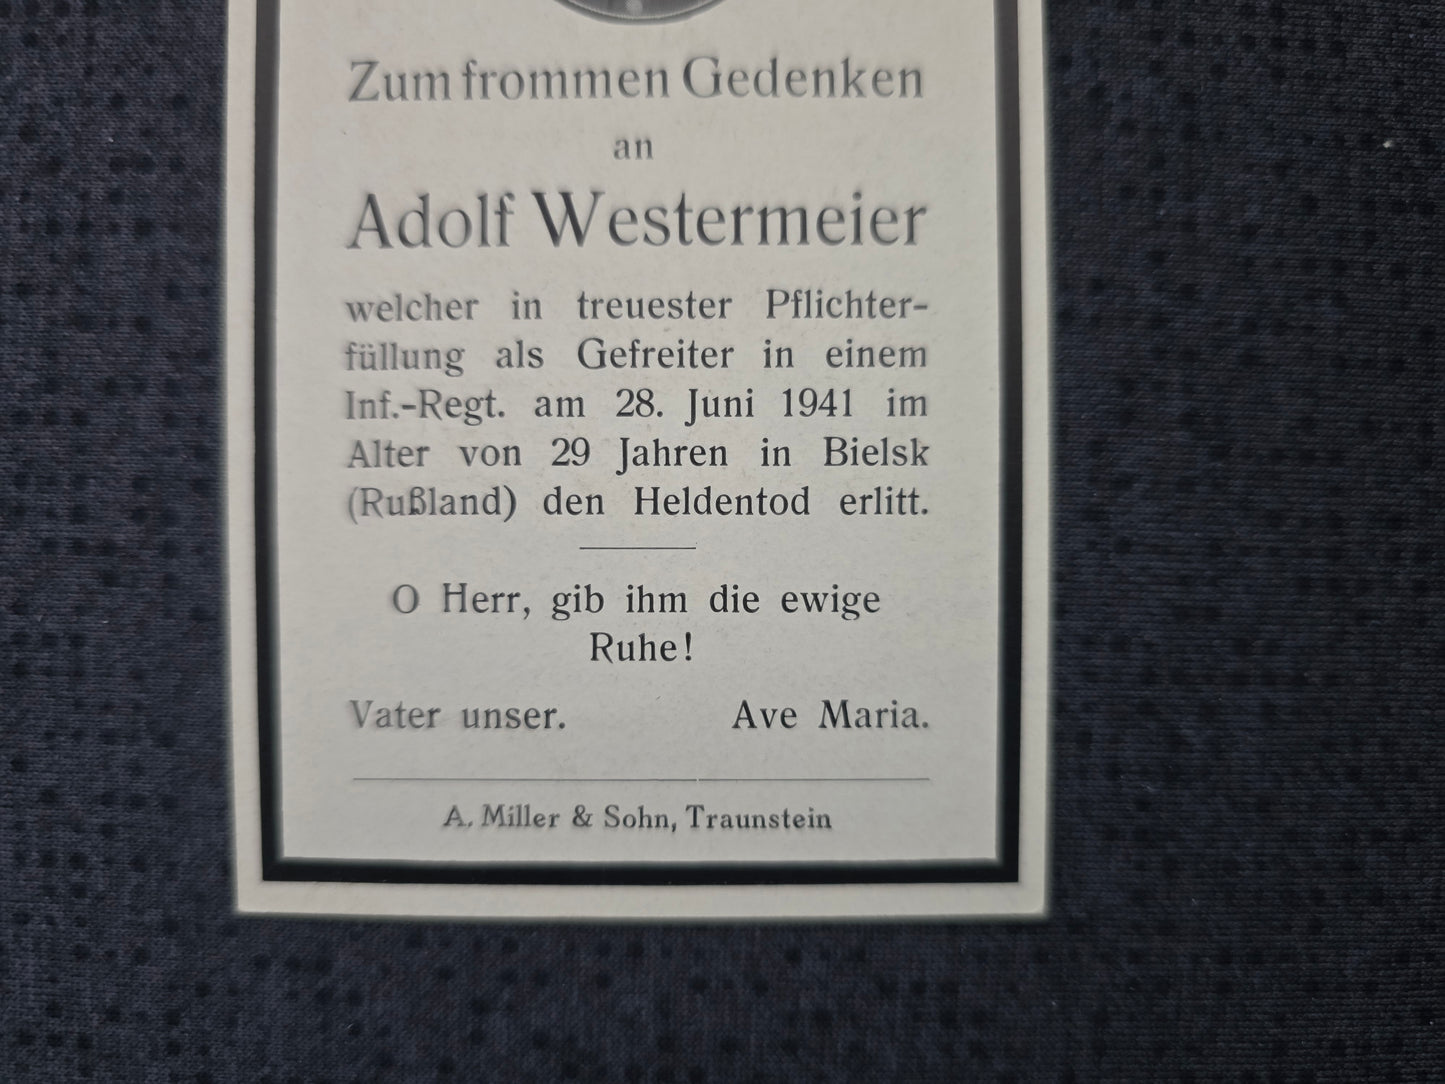 Zum frommen Gedenken
an
Adolf Westermeier
welcher in treuester Pflichter-
füllung als Gefreiter in einem
Inf.-Regt. am 28. Juni 1941 im
Alter von 29 Jahren in Bielsk
(Rußland) den Heldentod erlitt.
O Herr, gib ihm die ewige
Ruhe!
Vater unser. Ave Maria.
A. Miller & Sohn, Traunstein